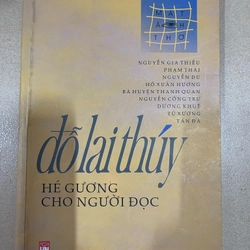 THƠ
NGUYỄN GIA THIỀU
PHẠM THÁI
NGUYỄN DU
HỒ XUÂN HƯƠNG
BÀ HUYỆN THANH QUAN
NGUYỄN CÔNG TRỨ
DƯƠNG KHUÊ
TÚ XƯƠNG
TẢN ĐÀ
đỗ lai thúy
HÉ GƯƠNG
CHO NGƯỜI ĐỌC